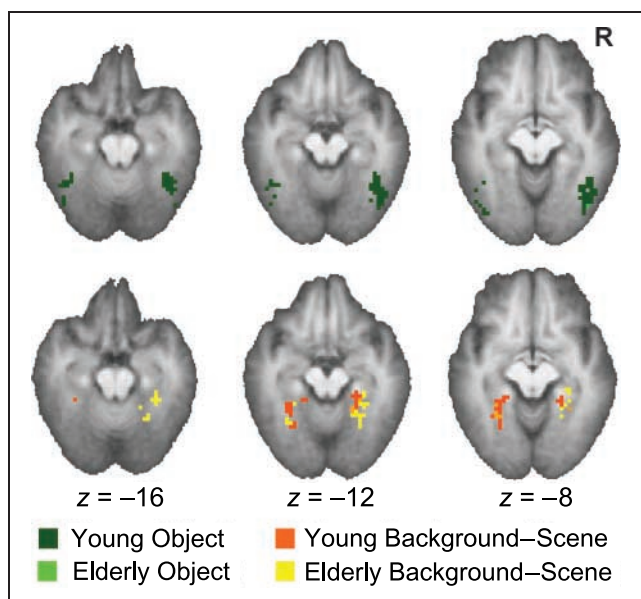 R
z = –16 z = –12 z = –8
Young Object Young Background–Scene
Elderly Object Elderly Background–Scene